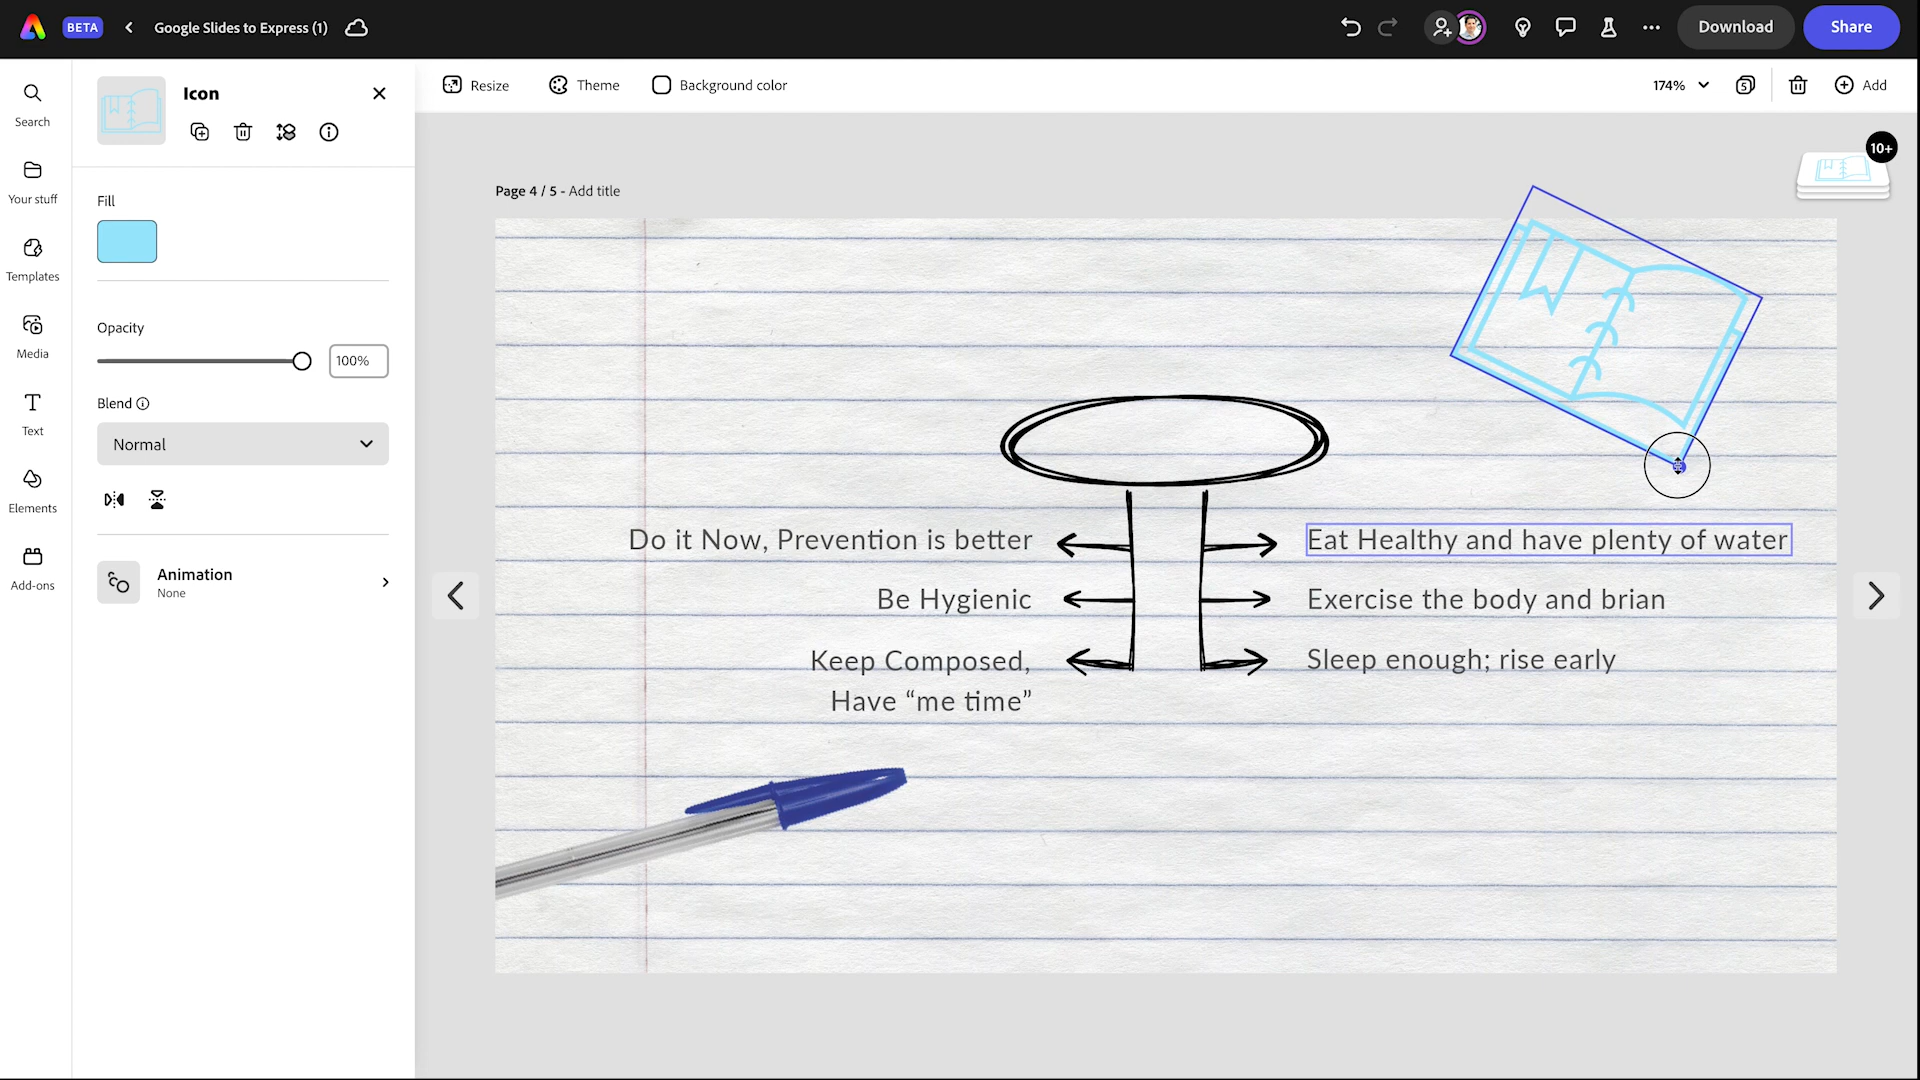 BETA
Google Slides to Express (1)
Download
Share
Search
Your stuff
Templates
Media
Text
Elements
Add-ons
Icon
Fill
Opacity
100%
Blend
Normal
Animation
None
Resize
Theme
Background color
174%
5
Add
10+
Page 4 / 5 - Add title
Do it Now, Prevention is better
Be Hygienic
Keep Composed,
Have “me time”
Eat Healthy and have plenty of water
Exercise the body and brian
Sleep enough; rise early